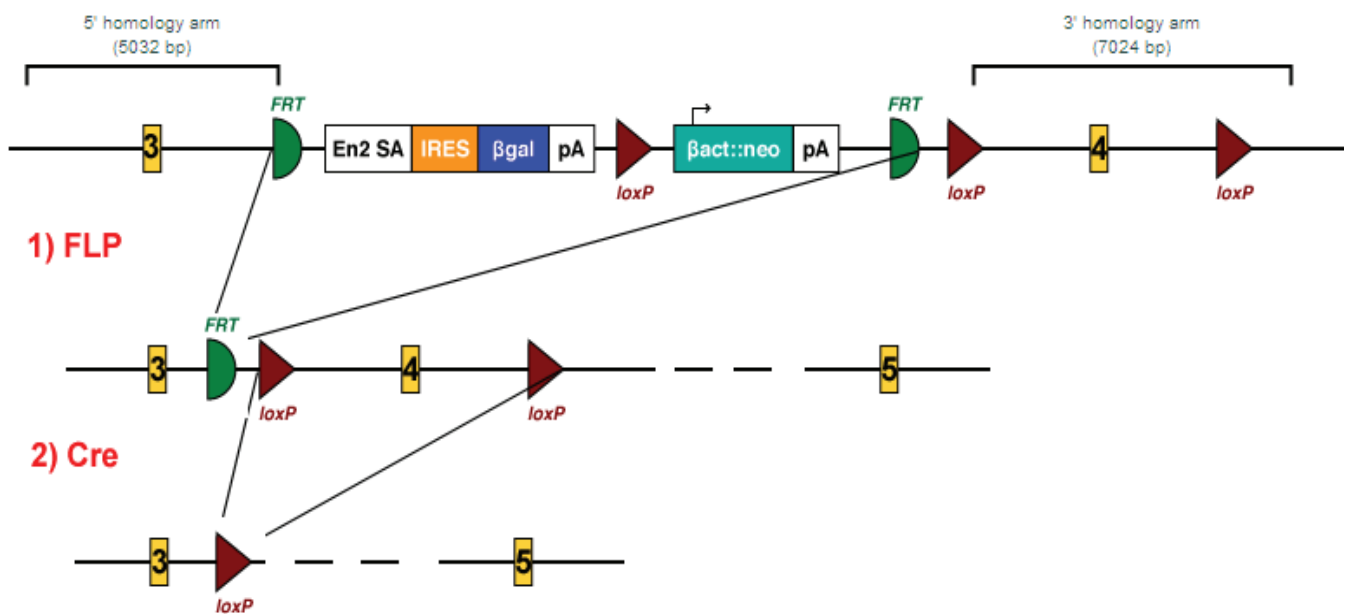 5' homology arm
(5032 bp)
3' homology arm
(7024 bp)
FRT
FRT
3
En2 SA
IRES
βgal
pA
βact::neo
pA
4
loxP
loxP
loxP
1) FLP
FRT
3
4
5
loxP
loxP
2) Cre
3
5
loxP